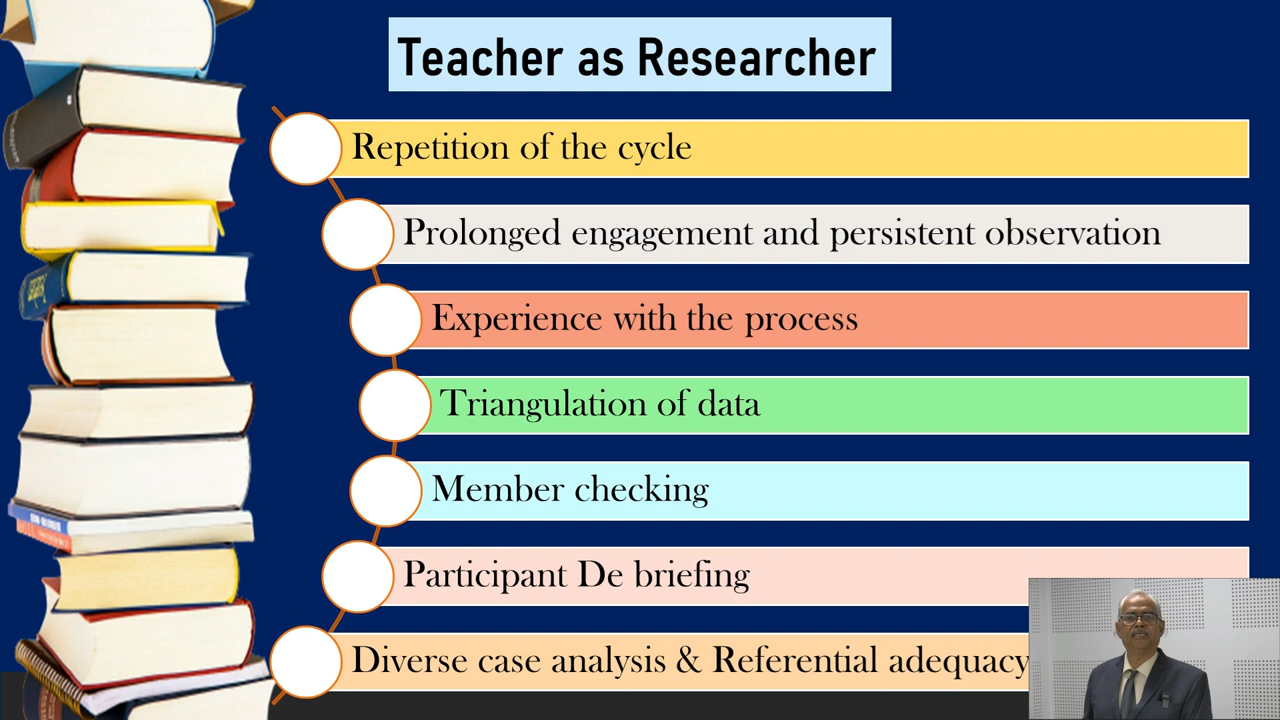 Teacher as Researcher
Repetition of the cycle
Prolonged engagement and persistent observation
Experience with the process
Triangulation of data
Member checking
Participant De briefing
Diverse case analysis & Referential adequacy